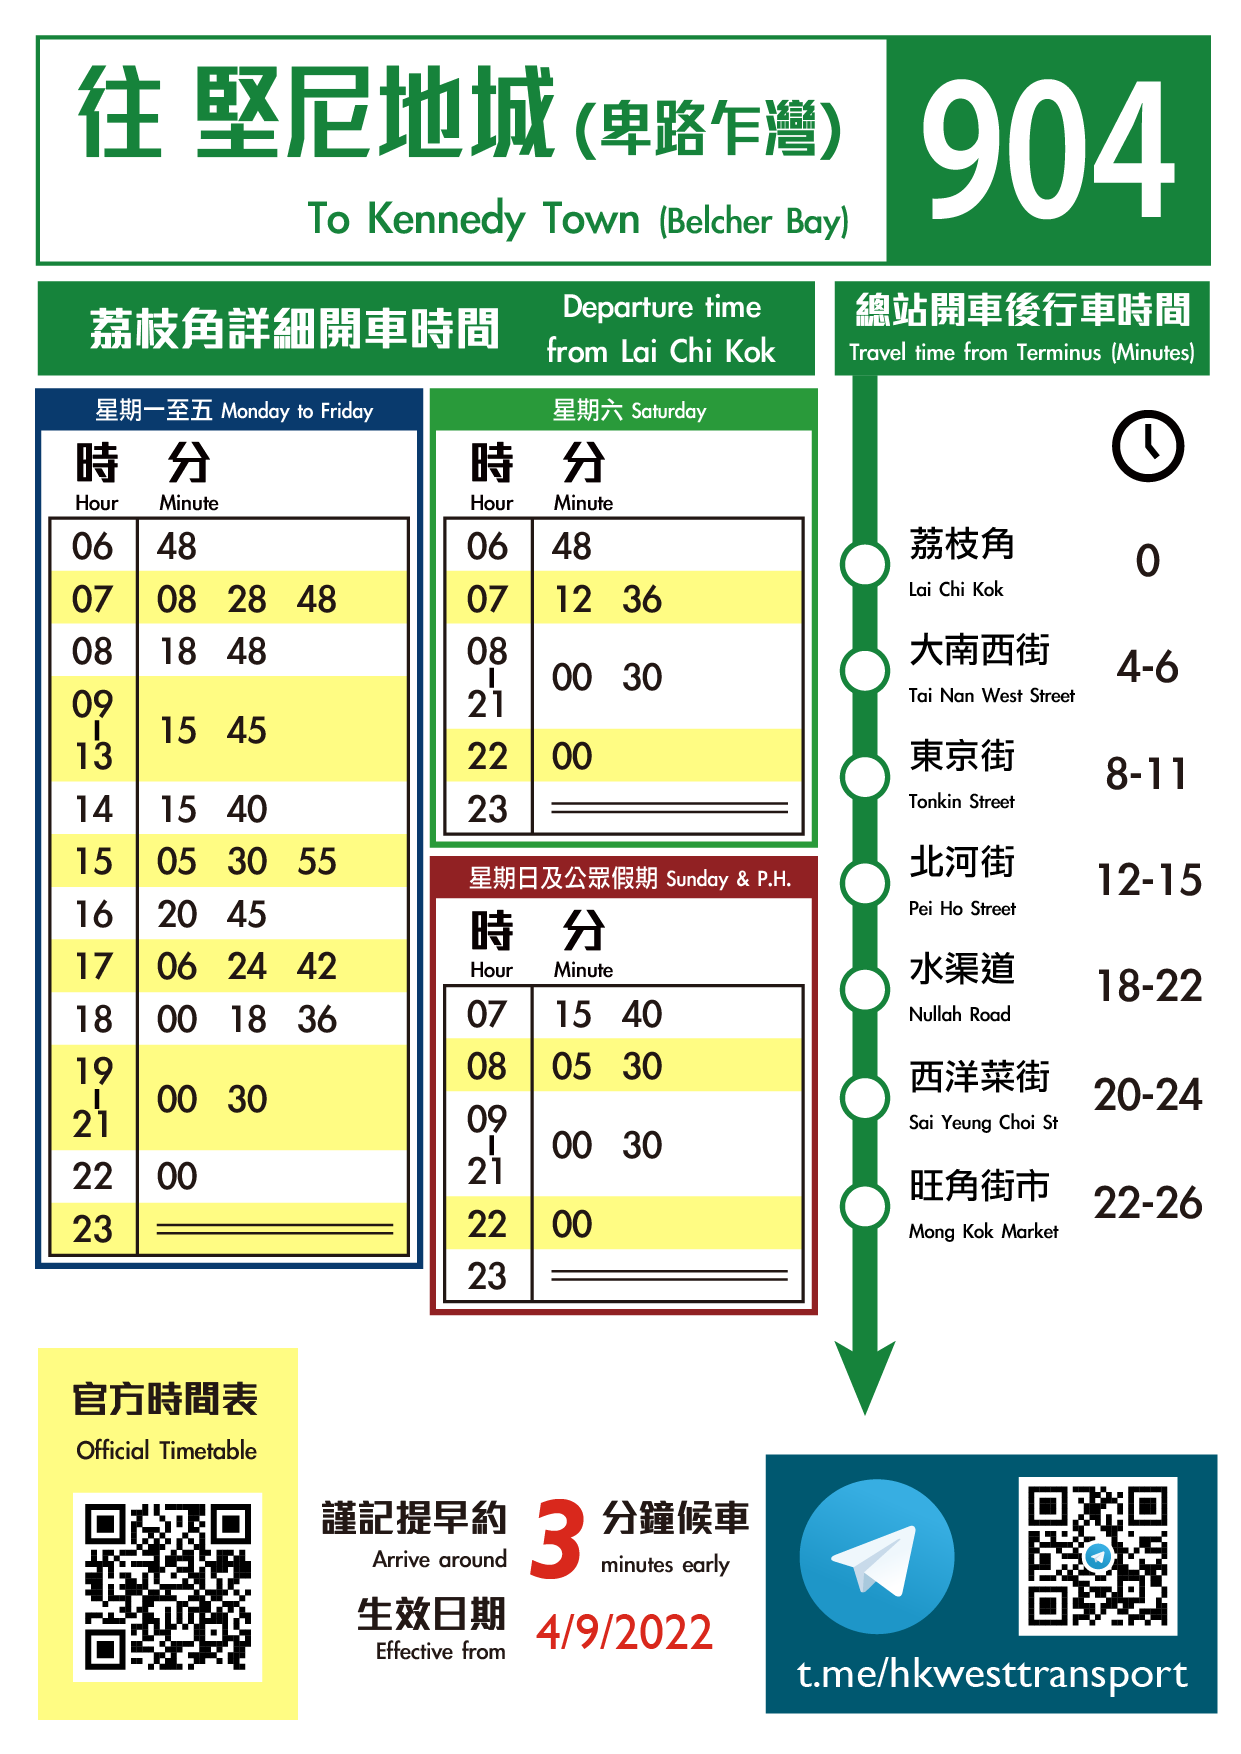 往 堅尼地城 (卑路乍灣)
To Kennedy Town (Belcher Bay)
904
荔枝角詳細開車時間
Departure time
from Lai Chi Kok
總站開車後行車時間
Travel time from Terminus (Minutes)
星期一至五 Monday to Friday
時 分
Hour Minute
06 48
07 08 28 48
08 18 48
09
|
13
15 45
14 15 40
15 05 30 55
16 20 45
17 06 24 42
18 00 18 36
19
|
21
00 30
22 00
23
星期六 Saturday
時 分
Hour Minute
06 48
07 12 36
08
|
21
00 30
22 00
23
星期日及公眾假期 Sunday & P.H.
時 分
Hour Minute
07 15 40
08 05 30
09
|
21
00 30
22 00
23
荔枝角
Lai Chi Kok
0
大南西街
Tai Nan West Street
4-6
東京街
Tonkin Street
8-11
北河街
Pei Ho Street
12-15
水渠道
Nullah Road
18-22
西洋菜街
Sai Yeung Choi St
20-24
旺角街市
Mong Kok Market
22-26
官方時間表
Official Timetable
謹記提早約 3 分鐘候車
Arrive around minutes early
生效日期
Effective from
4/9/2022
t.me/hkwesttransport